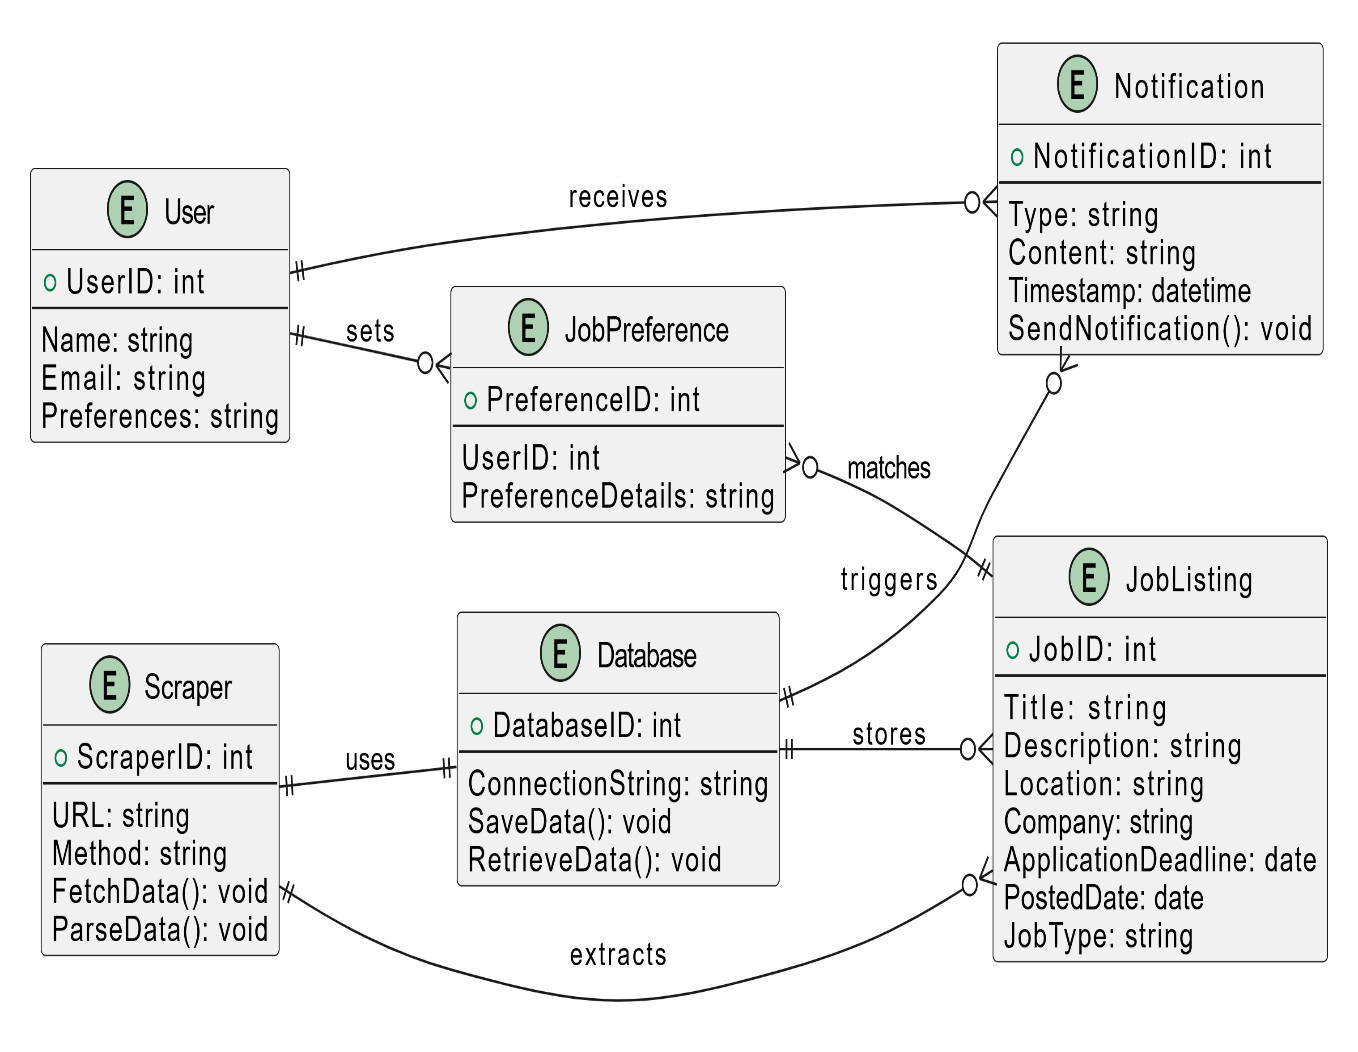 E Notification
NotificationID: int
Type: string
Content: string
Timestamp: datetime
SendNotification(): void
E User
UserID: int
Name: string
Email: string
Preferences: string
receives
sets
E JobPreference
PreferenceID: int
UserID: int
PreferenceDetails: string
matches
triggers
E JobListing
JobID: int
Title: string
Description: string
Location: string
Company: string
ApplicationDeadline: date
PostedDate: date
JobType: string
E Database
DatabaseID: int
ConnectionString: string
SaveData(): void
RetrieveData(): void
stores
E Scraper
ScraperID: int
URL: string
Method: string
FetchData(): void
ParseData(): void
uses
extracts